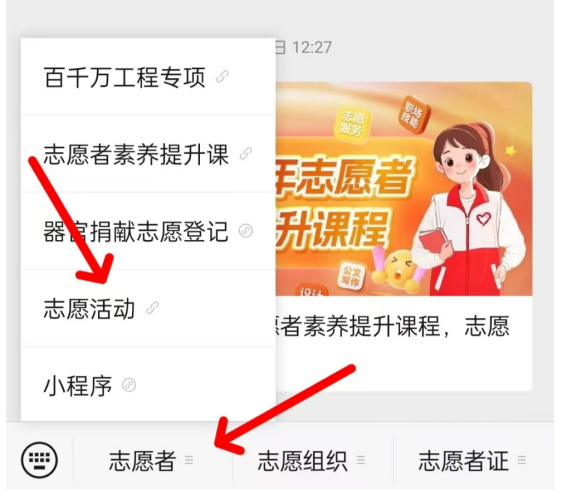 日 12:27
百千万工程专项
志愿者素养提升课
器官捐献志愿登记
志愿活动
小程序
志愿
服务
职场
技能
年志愿者
升课程
公文
写作
设计
者素养提升课程，志愿
志愿者
志愿组织
志愿者证